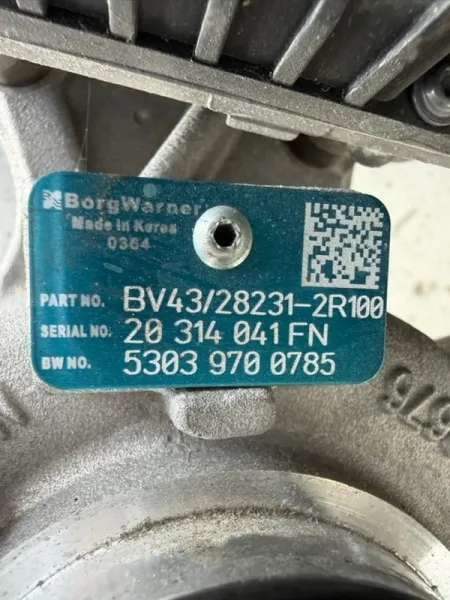 BorgWarner
Made in Korea
0364
PART NO. BV43/28231-2R100
SERIAL NO. 20 314 041 FN
BW NO. 5303 970 0785
676